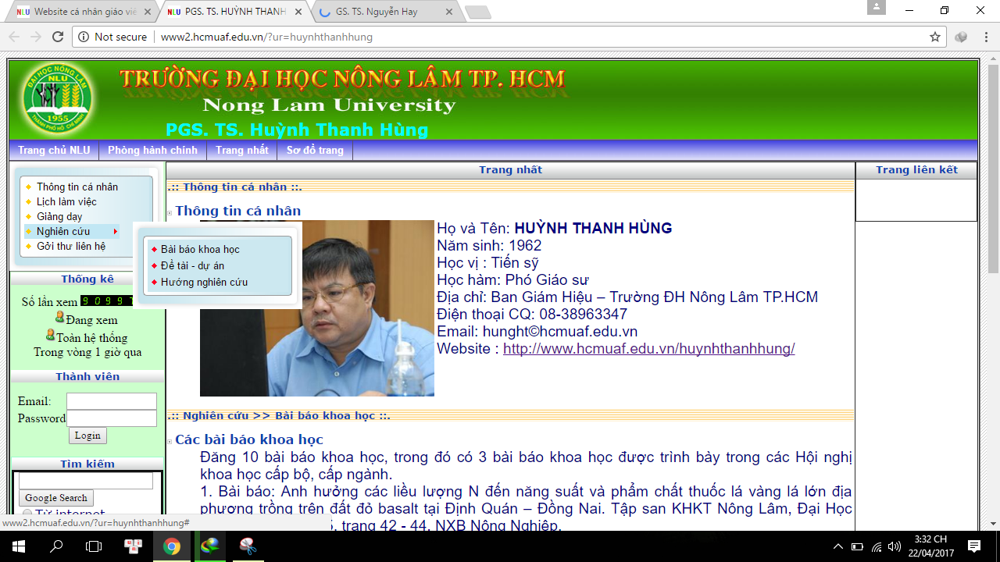 Website cá nhân giáo viê
PGS. TS. HUỲNH THANH
GS. TS. Nguyễn Hay
Not secure | www2.hcmuaf.edu.vn/?ur=huynhthanhhung
ĐẠI HỌC NÔNG LÂM
NLU
1955
THÀNH PHỐ HỒ CHÍ MINH
TRƯỜNG ĐẠI HỌC NÔNG LÂM TP. HCM
Nong Lam University
PGS. TS. Huỳnh Thanh Hùng
Trang chủ NLU | Phòng hành chính | Trang nhất | Sơ đồ trang
Thông tin cá nhân
Lịch làm việc
Giảng dạy
Nghiên cứu
Gởi thư liên hệ
Bài báo khoa học
Đề tài - dự án
Hướng nghiên cứu
Thống kê
Số lần xem 9099
Đang xem
Toàn hệ thống
Trong vòng 1 giờ qua
Thành viên
Email:
Password
Login
Tìm kiếm
Google Search
Từ internet
Trang nhất
.:: Thông tin cá nhân ::.
Thông tin cá nhân
Họ và Tên: HUỲNH THANH HÙNG
Năm sinh: 1962
Học vị : Tiến sỹ
Học hàm: Phó Giáo sư
Địa chỉ: Ban Giám Hiệu – Trường ĐH Nông Lâm TP.HCM
Điện thoại CQ: 08-38963347
Email: hunght©hcmuaf.edu.vn
Website : http://www.hcmuaf.edu.vn/huynhthanhhung/
.:: Nghiên cứu >> Bài báo khoa học ::.
Các bài báo khoa học
Đăng 10 bài báo khoa học, trong đó có 3 bài báo khoa học được trình bày trong các Hội nghị
khoa học cấp bộ, cấp ngành.
1. Bài báo: Anh hưởng các liều lượng N đến năng suất và phẩm chất thuốc lá vàng lá lớn địa
phương trồng trên đất đỏ basalt tại Định Quán – Đồng Nai. Tập san KHKT Nông Lâm, Đại Học
, trang 42 - 44, NXB Nông Nghiệp.
Trang liên kết
www2.hcmuaf.edu.vn/?ur=huynhthanhhung#
3:32 CH
22/04/2017